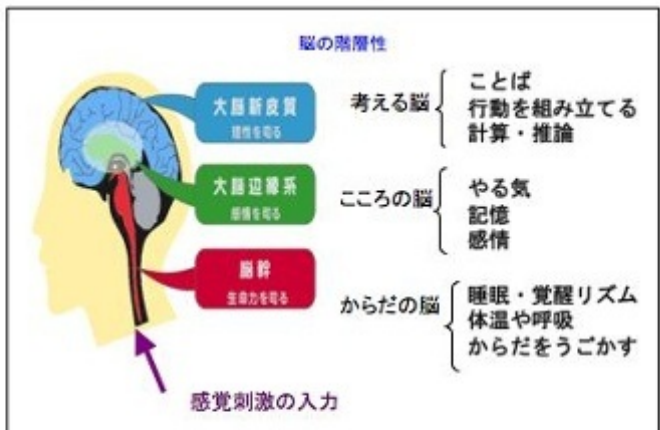 脳の階層性
大脳新皮質
理性を司る
考える脳
ことば
行動を組み立てる
計算・推論
大脳辺縁系
感情を司る
こころの脳
やる気
記憶
感情
脳幹
生命力を司る
からだの脳
睡眠・覚醒リズム
体温や呼吸
からだをうごかす
感覚刺激の入力